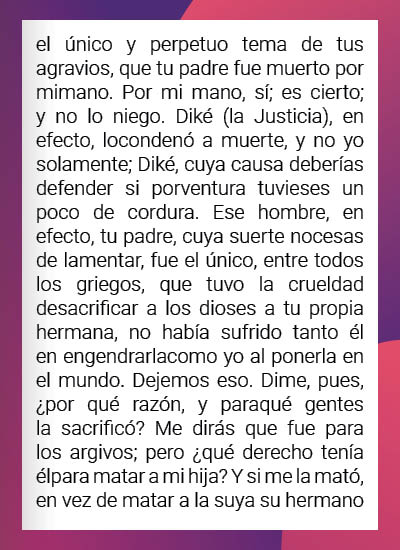 el único y perpetuo tema de tus
agravios, que tu padre fue muerto por
mimano. Por mi mano, sí; es cierto;
y no lo niego. Diké (la Justicia), en
efecto, locondenó a muerte, y no yo
solamente; Diké, cuya causa deberías
defender si porventura tuvieses un
poco de cordura. Ese hombre, en
efecto, tu padre, cuya suerte nocesas
de lamentar, fue el único, entre todos
los griegos, que tuvo la crueldad
desacrificar a los dioses a tu propia
hermana, no había sufrido tanto él
en engendrarlacomo yo al ponerla en
el mundo. Dejemos eso. Dime, pues,
¿por qué razón, y paraqué gentes
la sacrificó? Me dirás que fue para
los argivos; pero ¿qué derecho tenía
élpara matar a mi hija? Y si me la mató,
en vez de matar a la suya su hermano